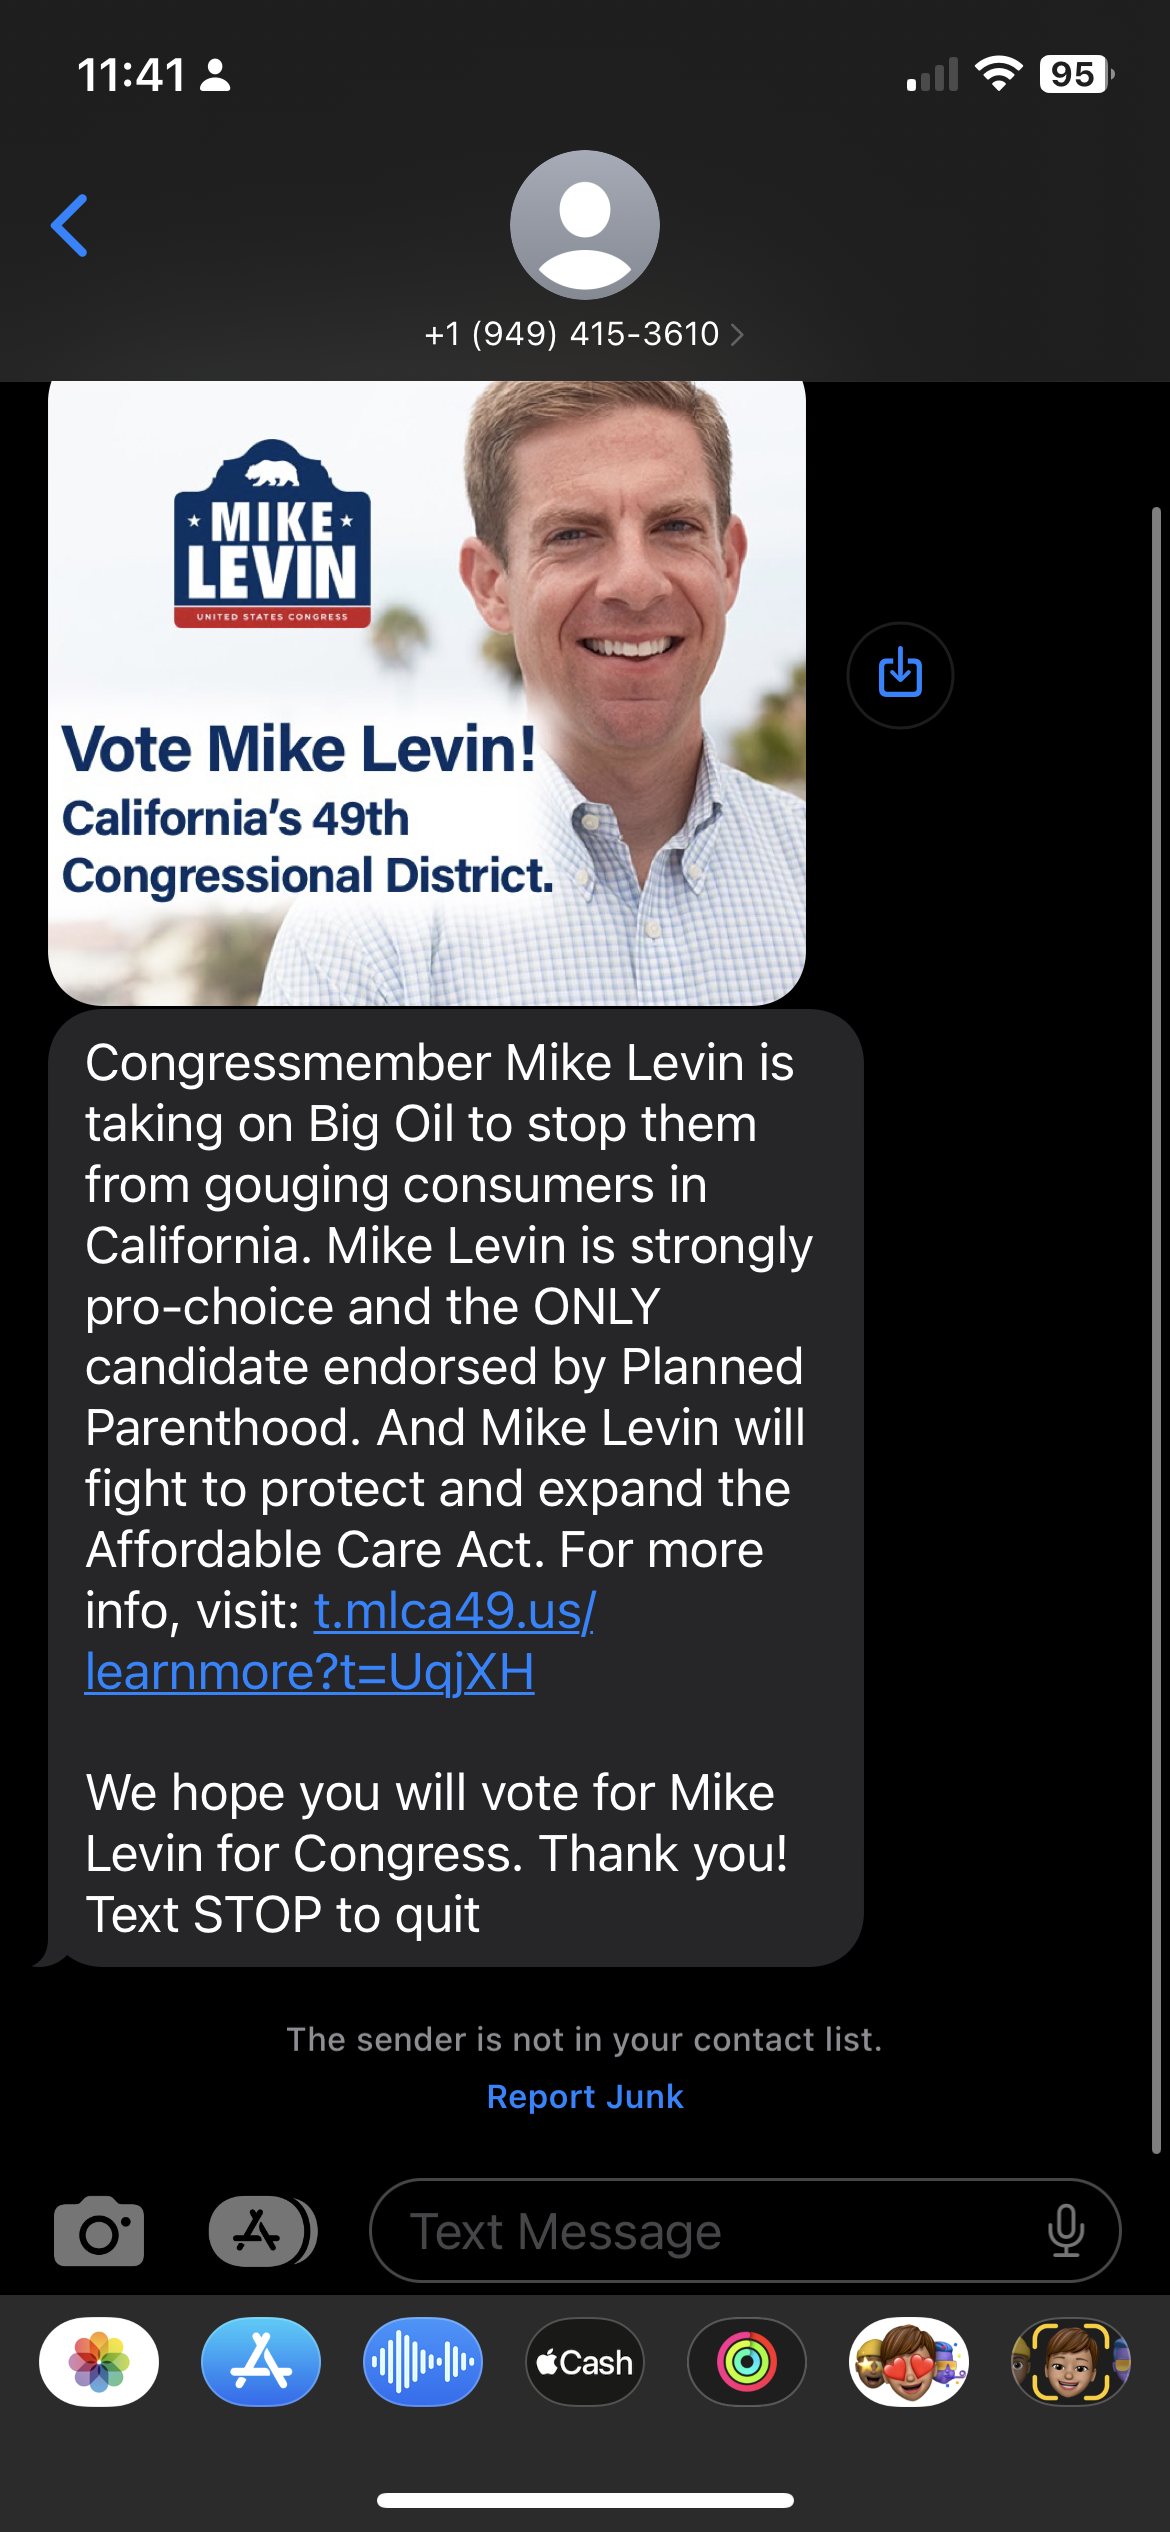 11:41
95
+1 (949) 415-3610
MIKE
LEVIN
UNITED STATES CONGRESS
Vote Mike Levin!
California's 49th
Congressional District.
Congressmember Mike Levin is
taking on Big Oil to stop them
from gouging consumers in
California. Mike Levin is strongly
pro-choice and the ONLY
candidate endorsed by Planned
Parenthood. And Mike Levin will
fight to protect and expand the
Affordable Care Act. For more
info, visit: t.mlca49.us/
learnmore?t=UqjXH
We hope you will vote for Mike
Levin for Congress. Thank you!
Text STOP to quit
The sender is not in your contact list.
Report Junk
Text Message
Cash